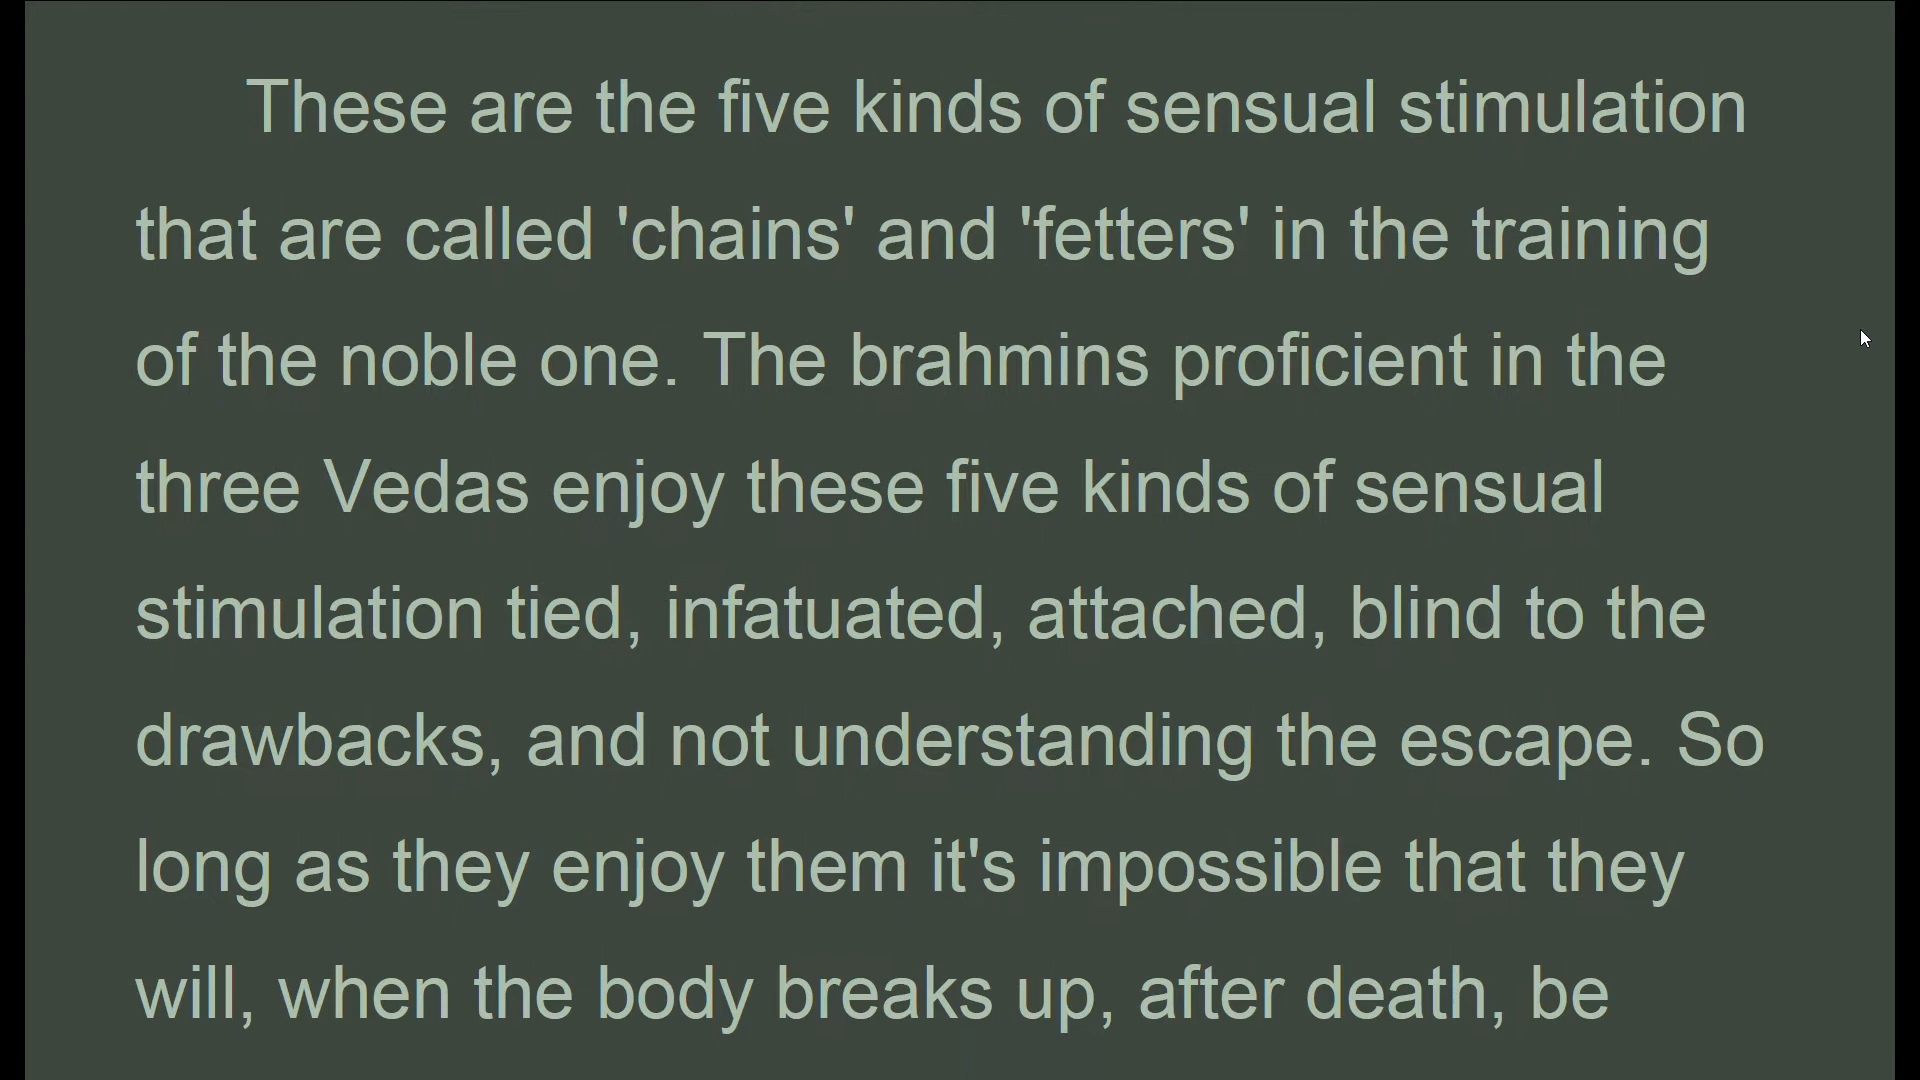 These are the five kinds of sensual stimulation
that are called 'chains' and 'fetters' in the training
of the noble one. The brahmins proficient in the
three Vedas enjoy these five kinds of sensual
stimulation tied, infatuated, attached, blind to the
drawbacks, and not understanding the escape. So
long as they enjoy them it's impossible that they
will, when the body breaks up, after death, be